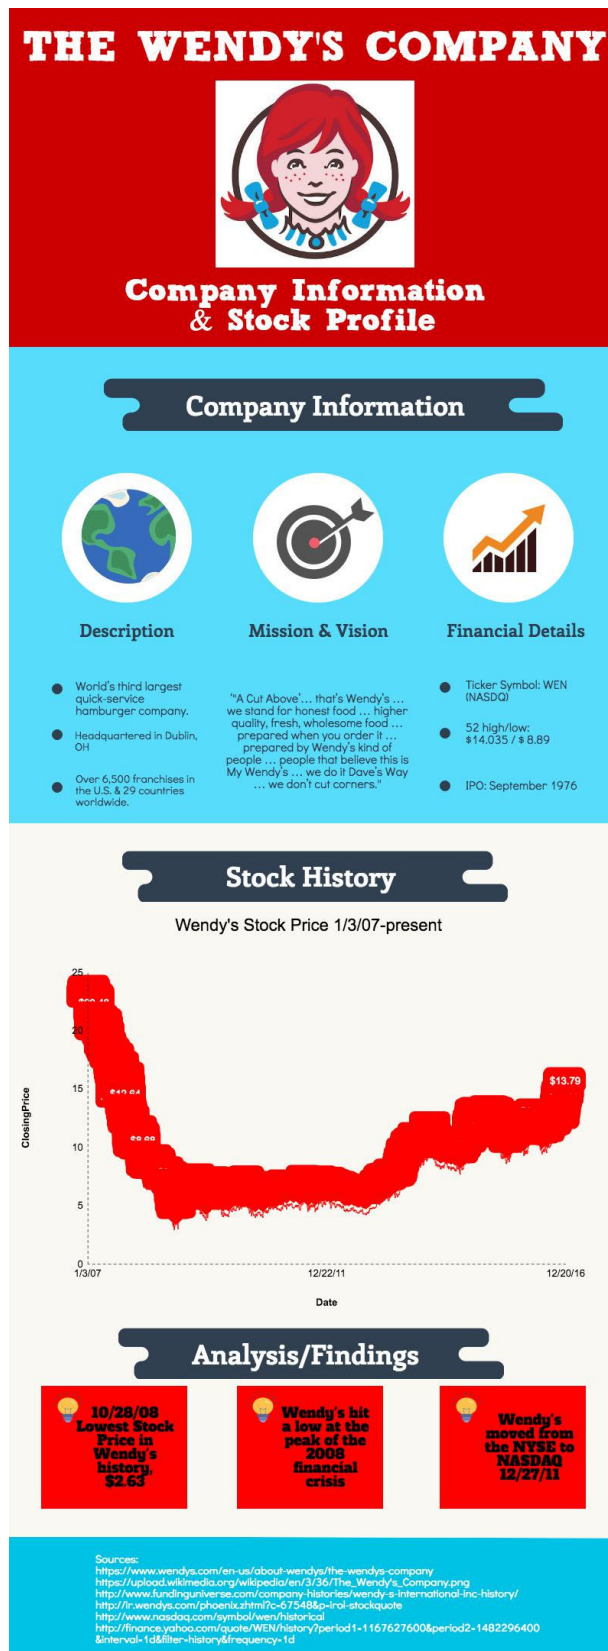 THE WENDY'S COMPANY
Company Information
& Stock Profile
Company Information
Description
Mission & Vision
Financial Details
World's third largest
quick-service
hamburger company.
Headquartered in Dublin,
OH
Over 6,500 franchises in
the U.S. & 29 countries
worldwide.
'"A Cut Above'... that's Wendy's ...
we stand for honest food ... higher
quality, fresh, wholesome food ...
prepared when you order it ...
prepared by Wendy's kind of
people ... people that believe this is
My Wendy's ... we do it Dave's Way
... we don't cut corners."
Ticker Symbol: WEN
(NASDQ)
52 high/low:
$14.035 / $ 8.89
IPO: September 1976
Stock History
Wendy's Stock Price 1/3/07-present
25
20
15
10
5
0
ClosingPrice
$13.79
1/3/07
12/22/11
12/20/16
Date
Analysis/Findings
10/28/08
Lowest Stock
Price in
Wendy's
history,
$2.63
Wendy's hit
a low at the
peak of the
2008
financial
crisis
Wendy's
moved from
the NYSE to
NASDAQ
12/27/11
Sources:
https://www.wendys.com/en-us/about-wendys/the-wendys-company
https://upload.wikimedia.org/wikipedia/en/3/36/The_Wendy's_Company.png
http://www.fundinguniverse.com/company-histories/wendy-s-international-inc-history/
http://ir.wendys.com/phoenix.zhtml?c=67548&p=irol-stockquote
http://www.nasdaq.com/symbol/wen/historical
http://finance.yahoo.com/quote/WEN/history?period1=1167627600&period2=1482296400
&interval=1d&filter=history&frequency=1d